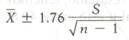 X̄ ± 1.76 S/√(n − 1)